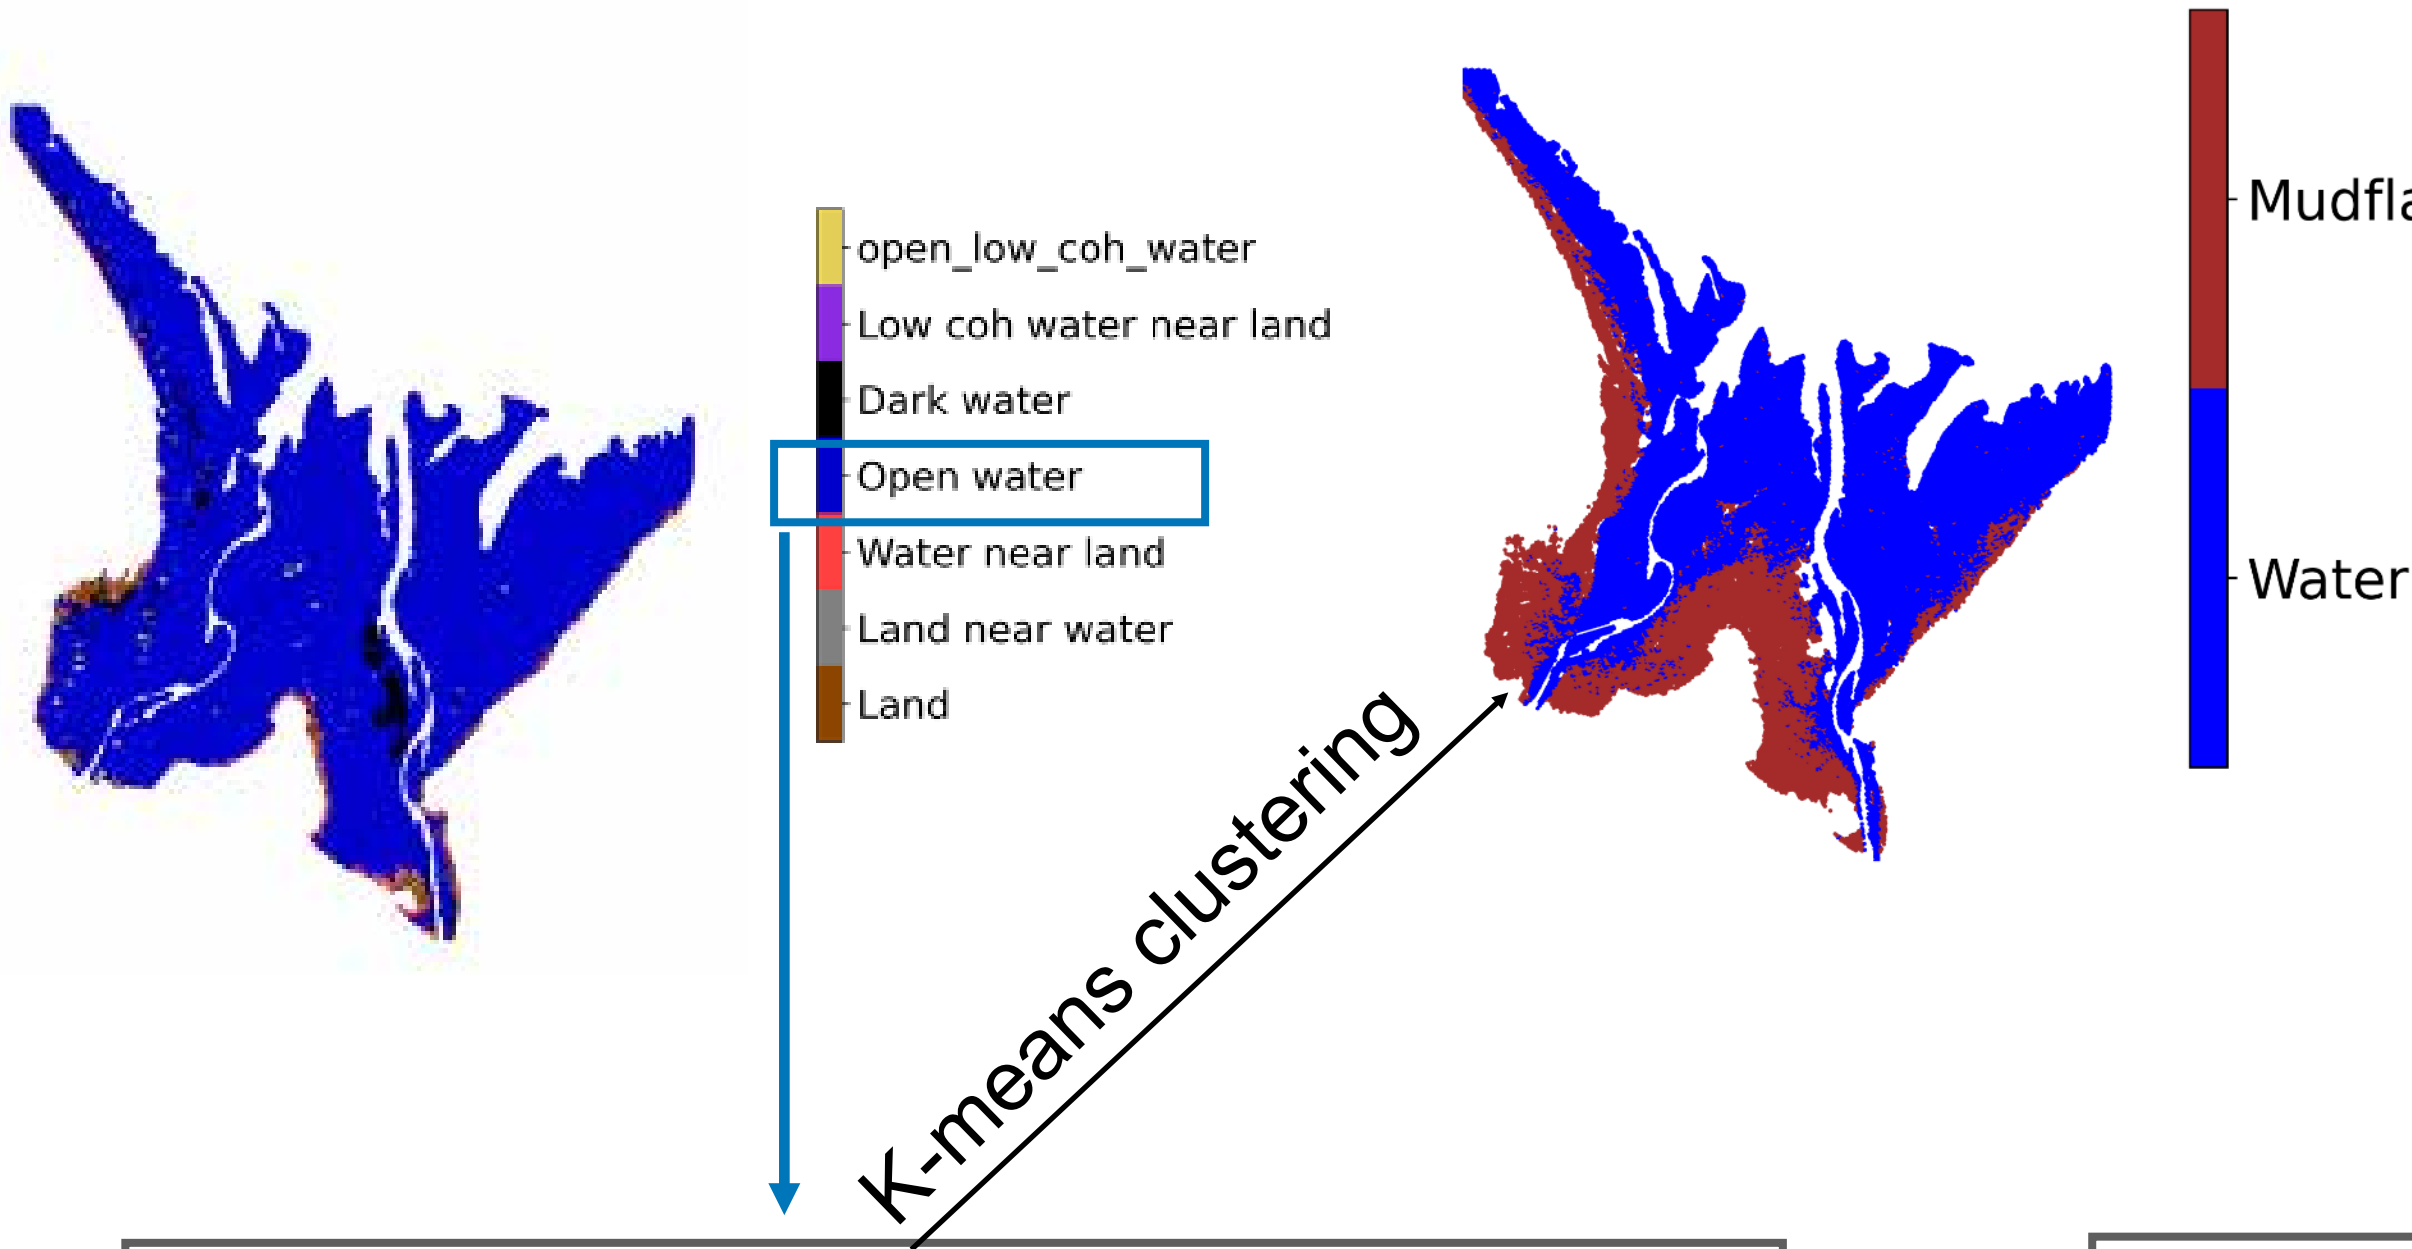 open_low_coh_water
Low coh water near land
Dark water
Open water
Water near land
Land near water
Land
K-means clustering
Water